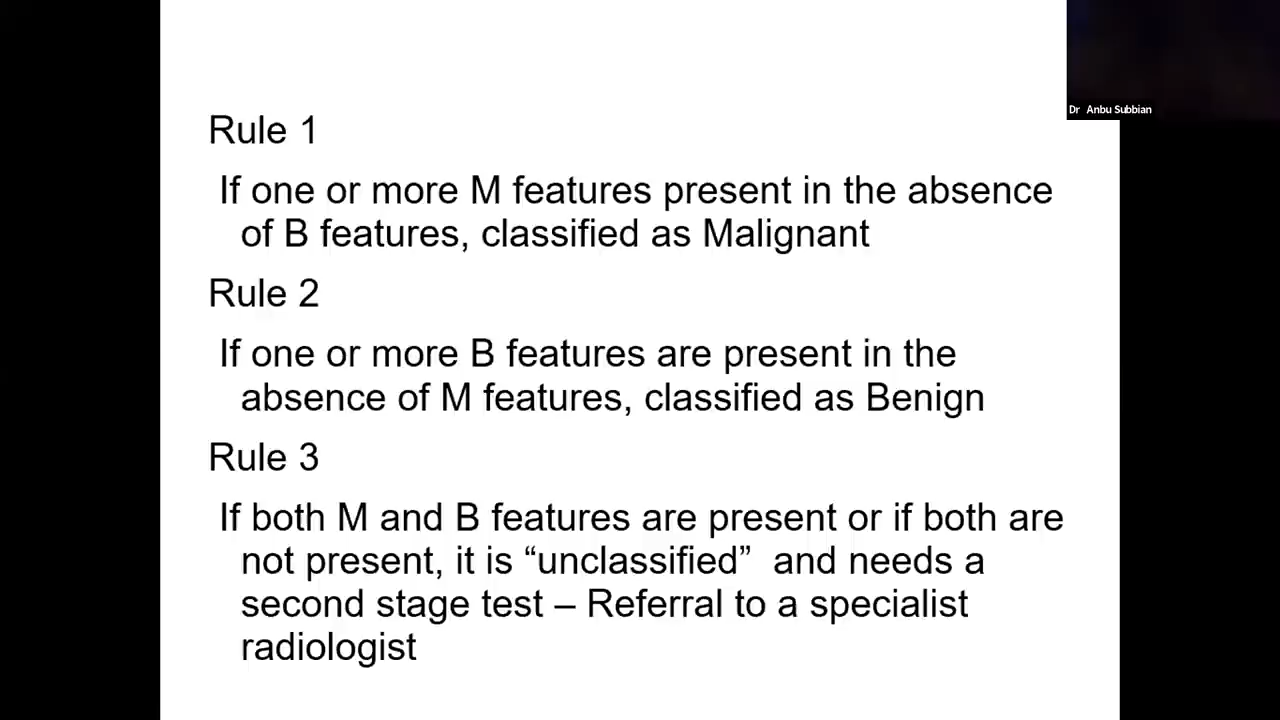 Dr Anbu Subbian
Rule 1
If one or more M features present in the absence
of B features, classified as Malignant
Rule 2
If one or more B features are present in the
absence of M features, classified as Benign
Rule 3
If both M and B features are present or if both are
not present, it is “unclassified” and needs a
second stage test – Referral to a specialist
radiologist